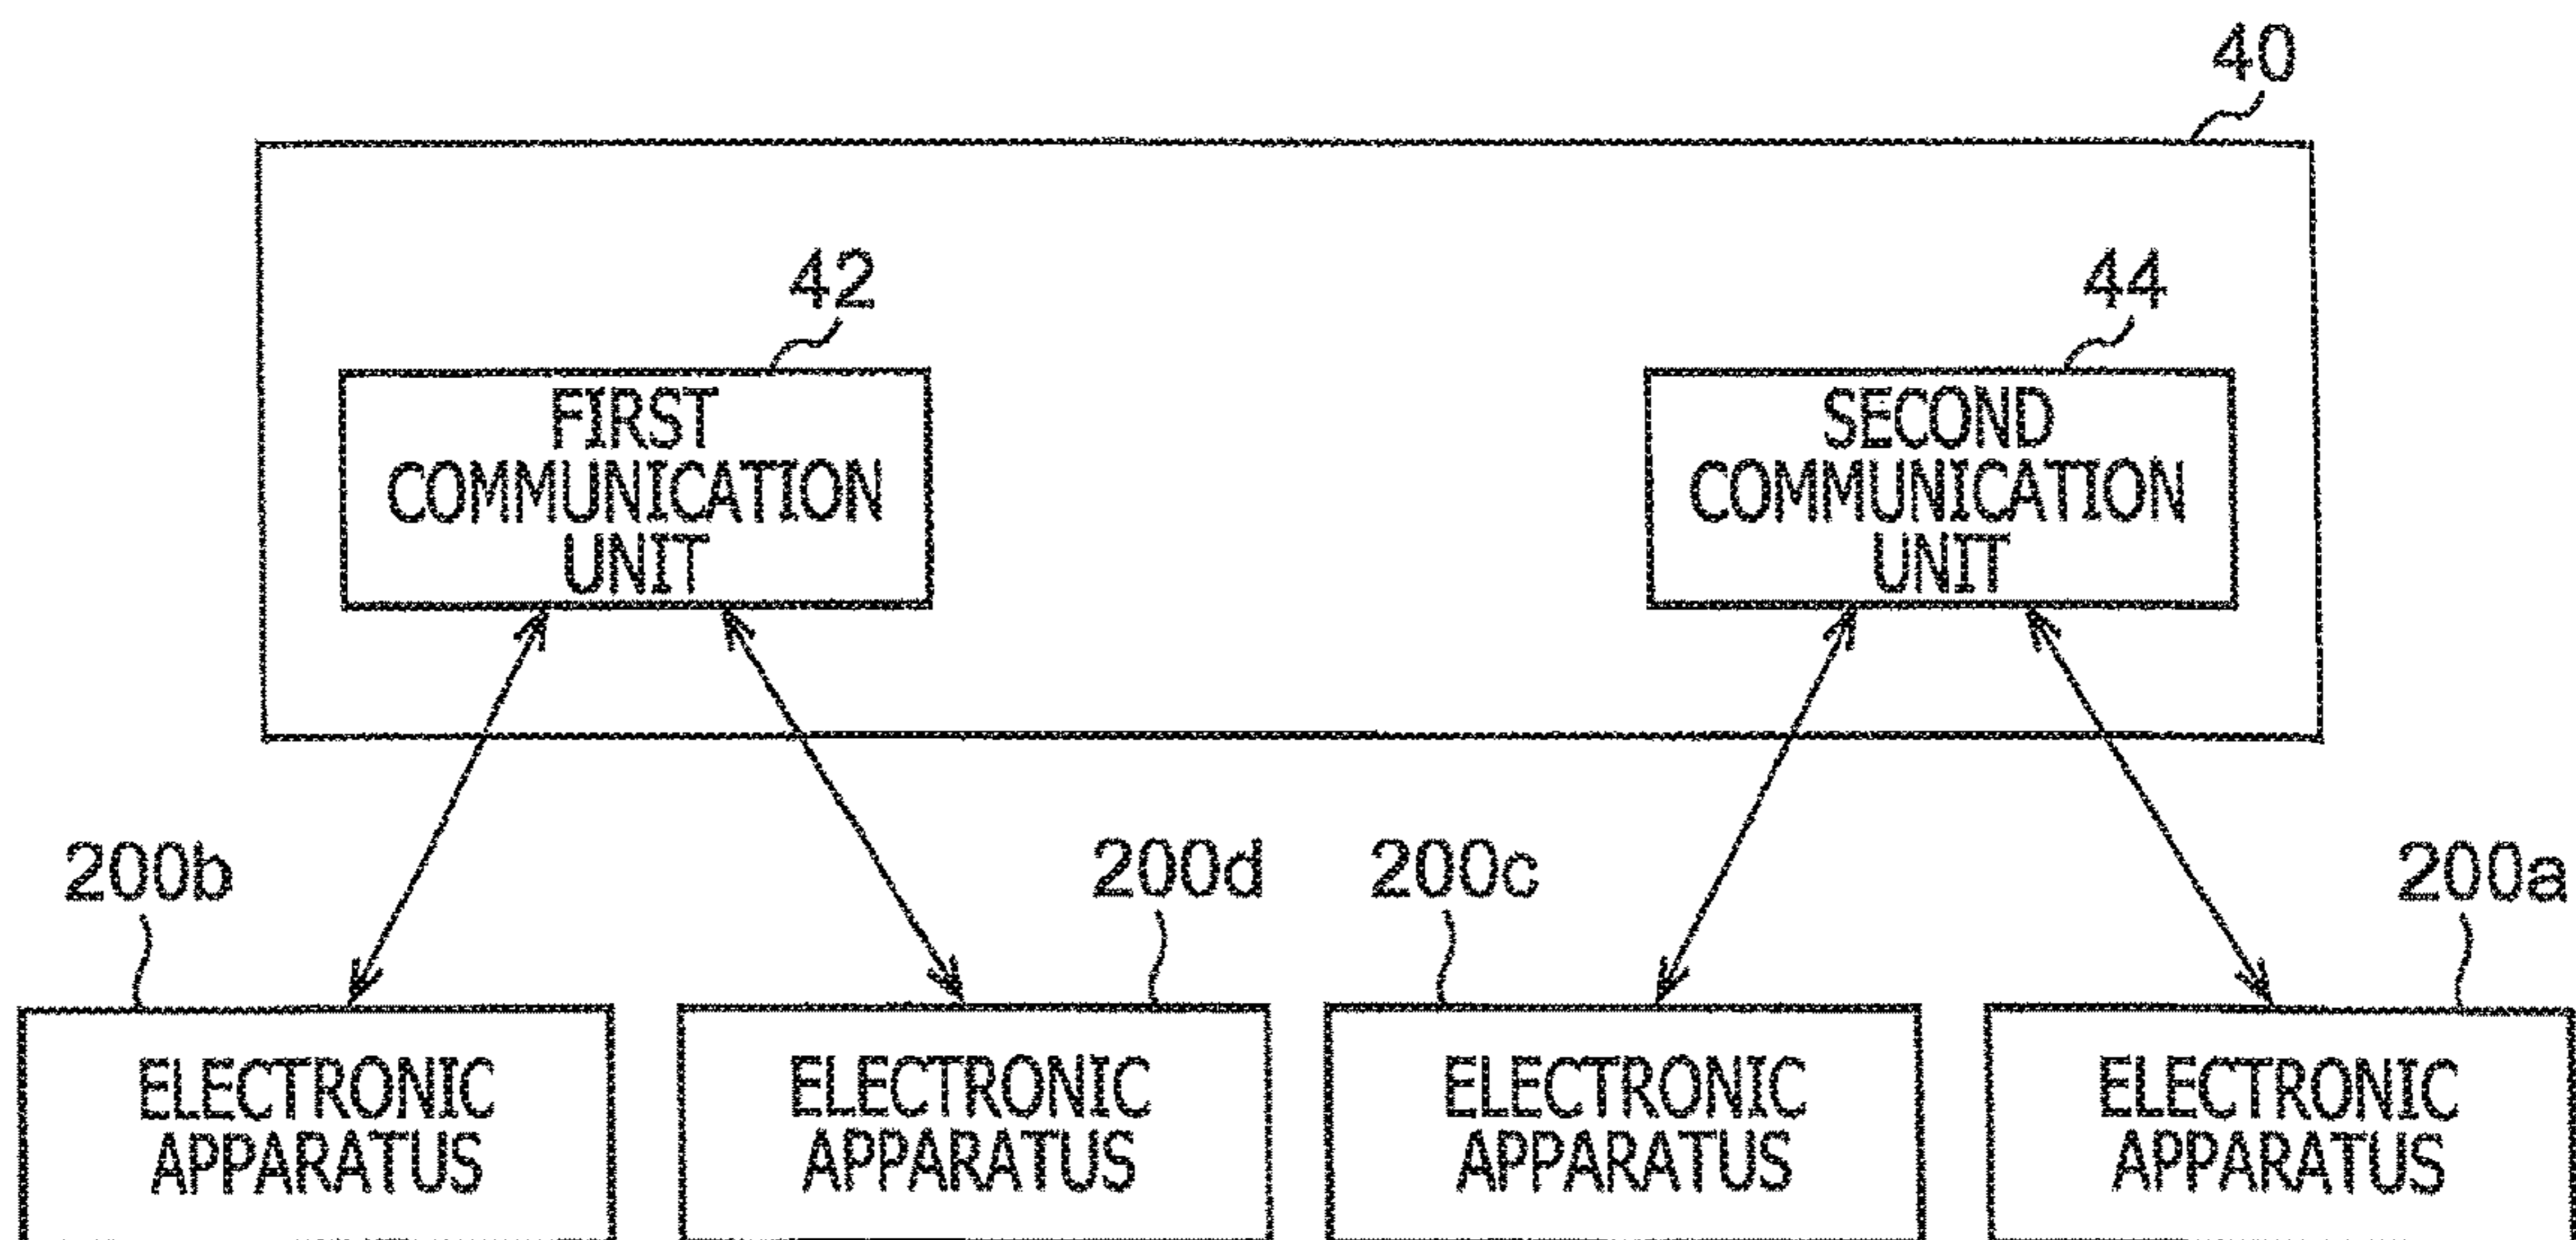 40
42
44
FIRST
COMMUNICATION
UNIT
SECOND
COMMUNICATION
UNIT
200b
200d
200c
200a
ELECTRONIC
APPARATUS
ELECTRONIC
APPARATUS
ELECTRONIC
APPARATUS
ELECTRONIC
APPARATUS